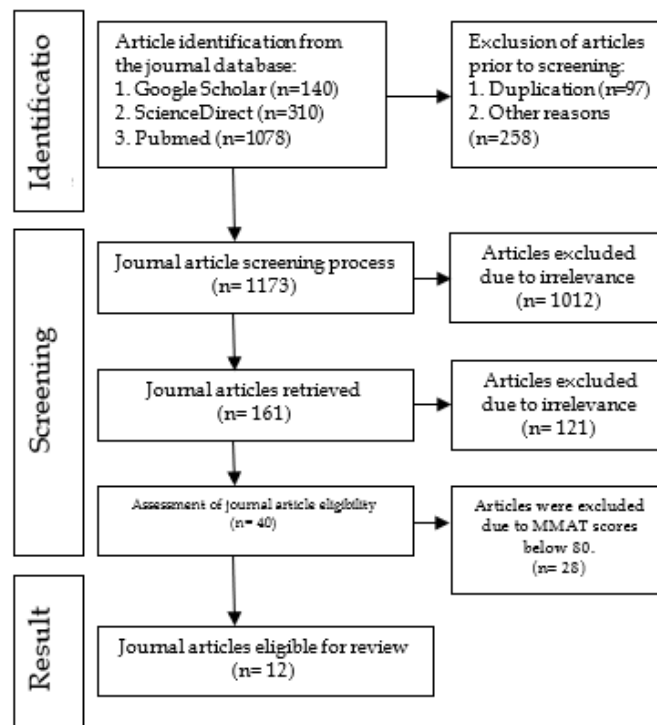 Identificatio
Article identification from
the journal database:
1. Google Scholar (n=140)
2. ScienceDirect (n=310)
3. Pubmed (n=1078)
Exclusion of articles
prior to screening:
1. Duplication (n=97)
2. Other reasons
(n=258)
Screening
Journal article screening process
(n= 1173)
Articles excluded
due to irrelevance
(n= 1012)
Journal articles retrieved
(n= 161)
Articles excluded
due to irrelevance
(n= 121)
Assessment of journal article eligibility
(n= 40)
Articles were excluded
due to MMAT scores
below 80.
(n= 28)
Result
Journal articles eligible for review
(n= 12)